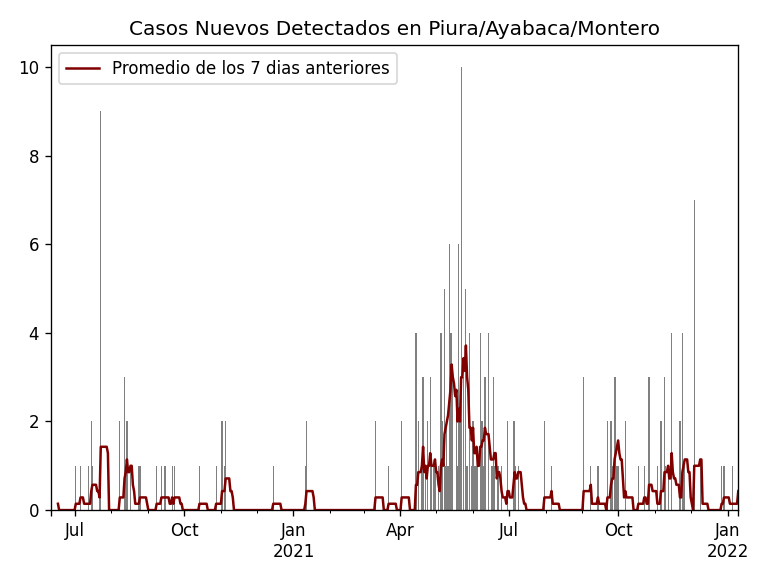 Casos Nuevos Detectados en Piura/Ayabaca/Montero
Promedio de los 7 dias anteriores
10
8
6
4
2
0
Jul Oct Jan Apr Jul Oct Jan
2021 2022